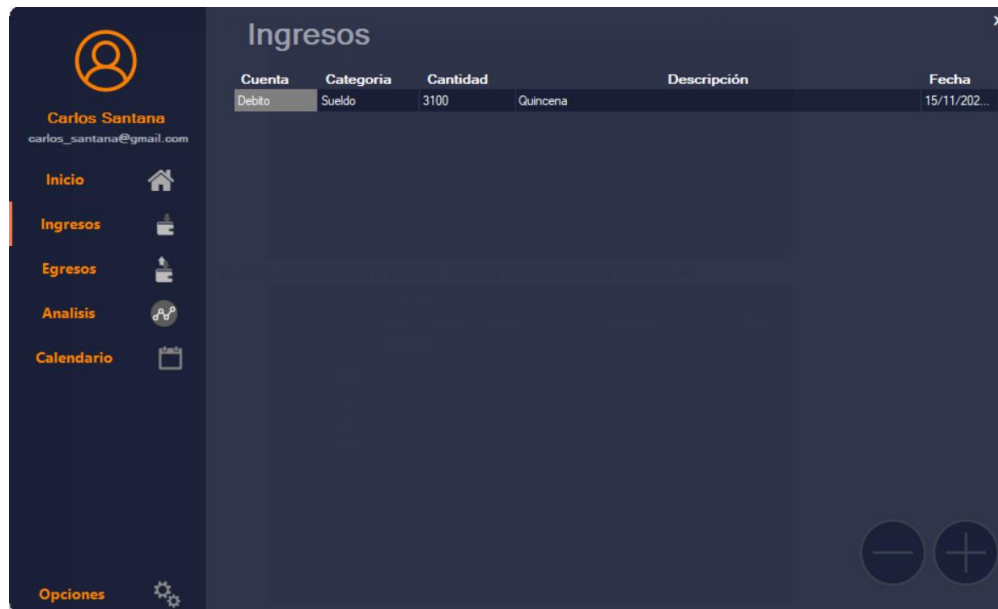 Ingresos
Cuenta Categoria Cantidad Descripción Fecha
Debito Sueldo 3100 Quincena 15/11/202...
Carlos Santana
carlos_santana@gmail.com
Inicio
Ingresos
Egresos
Analisis
Calendario
Opciones